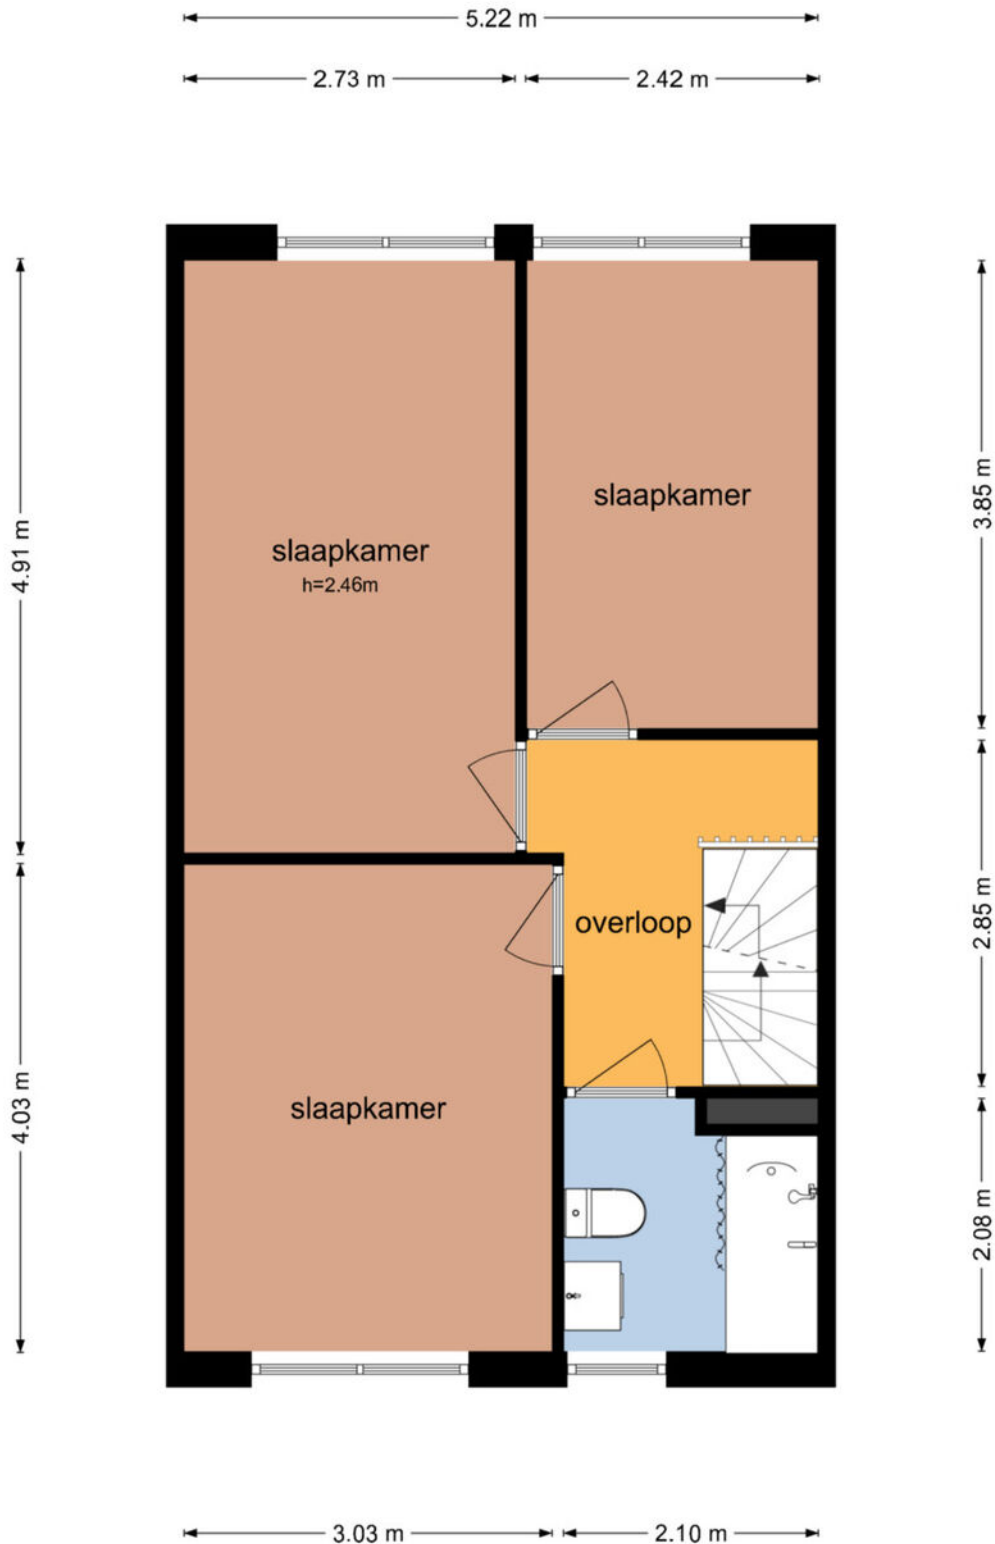 5.22 m
2.73 m
2.42 m
slaapkamer
3.85 m
4.91 m
slaapkamer
h=2.46m
overloop
2.85 m
slaapkamer
4.03 m
2.08 m
3.03 m
2.10 m